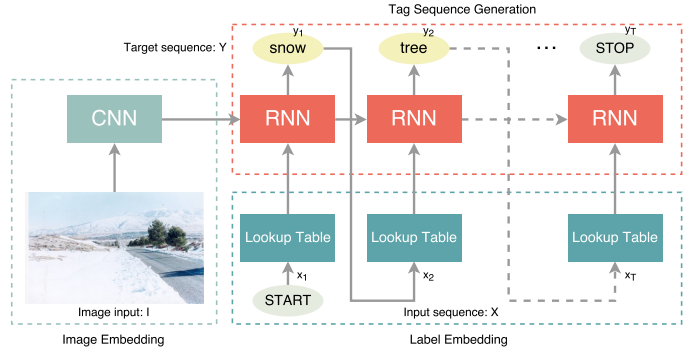 Tag Sequence Generation
Target sequence: Y
y1
y2
yT
snow
tree
...
STOP
CNN
RNN
RNN
RNN
Lookup Table
Lookup Table
Lookup Table
x1
x2
xT
START
Image input: I
Input sequence: X
Image Embedding
Label Embedding